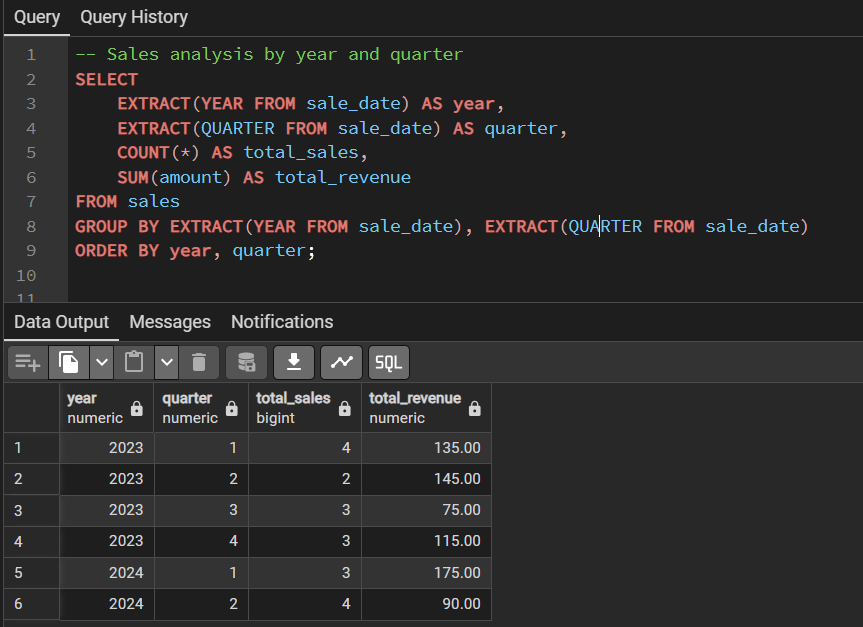 Query Query History
1 -- Sales analysis by year and quarter
2 SELECT
3 EXTRACT(YEAR FROM sale_date) AS year,
4 EXTRACT(QUARTER FROM sale_date) AS quarter,
5 COUNT(*) AS total_sales,
6 SUM(amount) AS total_revenue
7 FROM sales
8 GROUP BY EXTRACT(YEAR FROM sale_date), EXTRACT(QUARTER FROM sale_date)
9 ORDER BY year, quarter;
10
11
Data Output Messages Notifications
SQL
year quarter total_sales total_revenue
numeric numeric bigint numeric
1 2023 1 4 135.00
2 2023 2 2 145.00
3 2023 3 3 75.00
4 2023 4 3 115.00
5 2024 1 3 175.00
6 2024 2 4 90.00